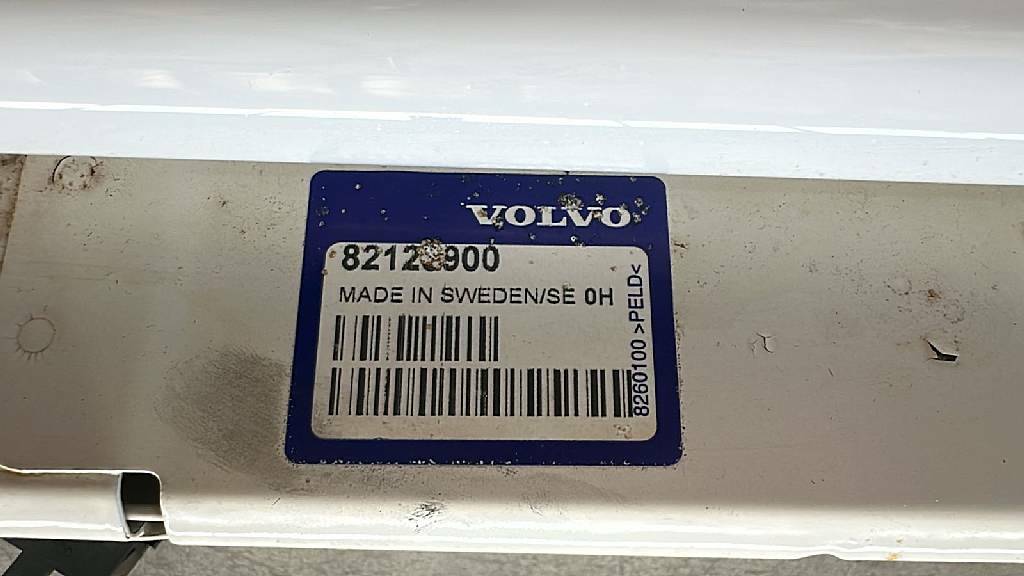 VOLVO
MADE IN SWEDEN/SE 0H
8260100 >PELD<